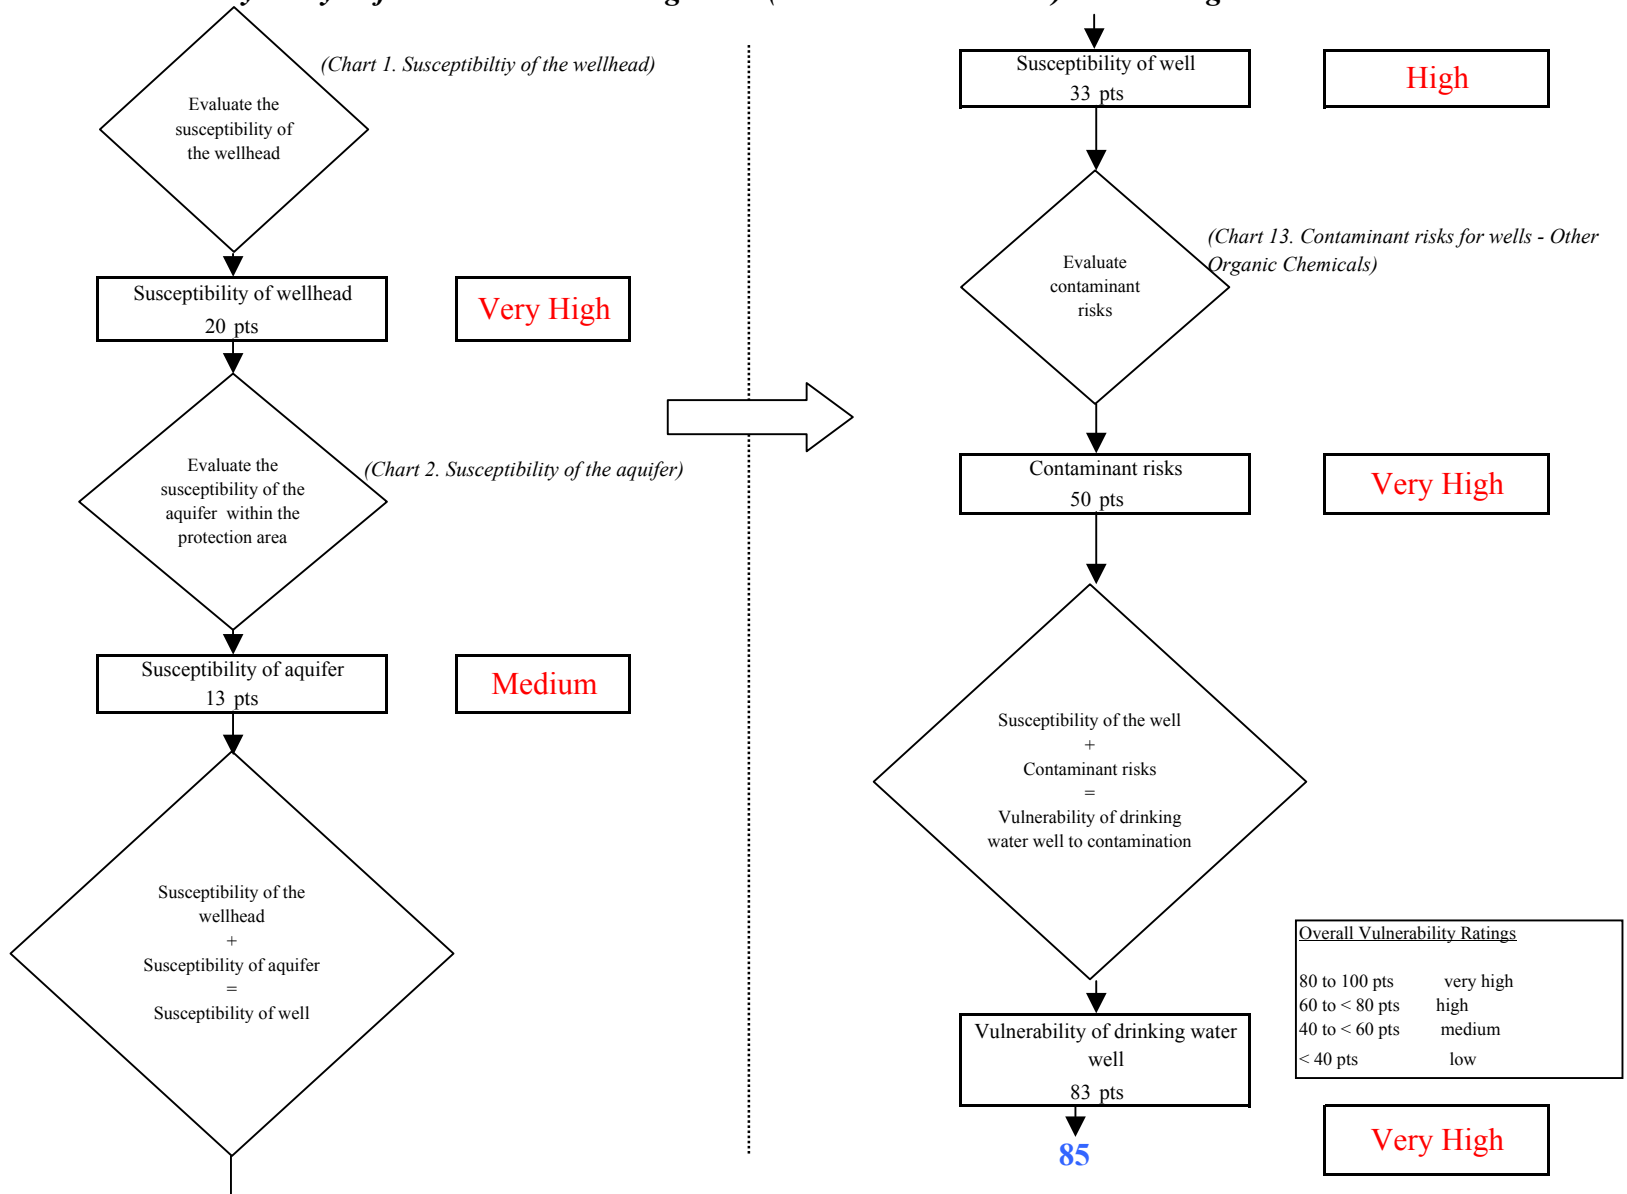 (Chart 1. Susceptibiltiy of the wellhead)
Evaluate the
susceptibility of
the wellhead
Susceptibility of wellhead
20 pts
Very High
Evaluate the
susceptibility of the
aquifer within the
protection area
(Chart 2. Susceptibility of the aquifer)
Susceptibility of aquifer
13 pts
Medium
Susceptibility of the
wellhead
+
Susceptibility of aquifer
=
Susceptibility of well
Susceptibility of well
33 pts
High
(Chart 13. Contaminant risks for wells - Other
Organic Chemicals)
Evaluate
contaminant
risks
Contaminant risks
50 pts
Very High
Susceptibility of the well
+
Contaminant risks
=
Vulnerability of drinking
water well to contamination
Overall Vulnerability Ratings
80 to 100 pts very high
60 to < 80 pts high
40 to < 60 pts medium
< 40 pts low
Vulnerability of drinking water
well
83 pts
85
Very High